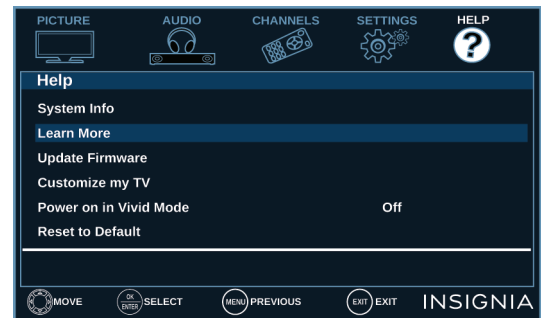 PICTURE AUDIO CHANNELS SETTINGS HELP
?
Help
System Info
Learn More
Update Firmware
Customize my TV
Power on in Vivid Mode Off
Reset to Default
MOVE OK ENTER SELECT MENU PREVIOUS EXIT EXIT INSIGNIA